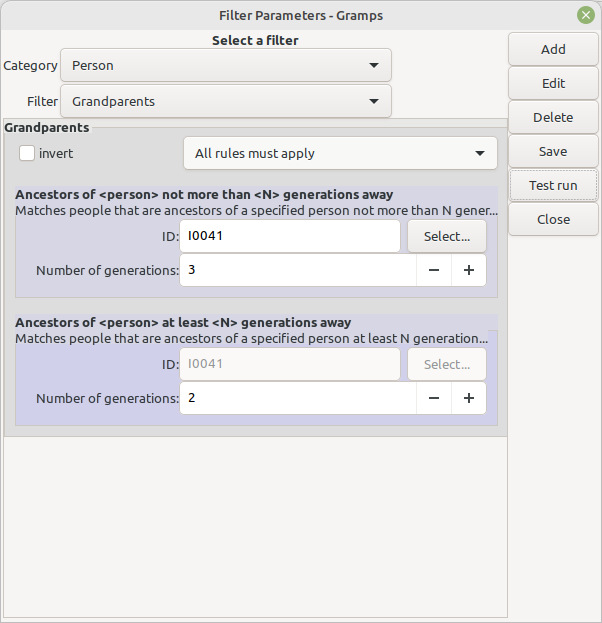 Filter Parameters - Gramps
Select a filter
Category Person
Filter Grandparents
Add
Edit
Delete
Save
Test run
Close
Grandparents
invert All rules must apply
Ancestors of <person> not more than <N> generations away
Matches people that are ancestors of a specified person not more than N gener...
ID: I0041 Select...
Number of generations: 3 − +
Ancestors of <person> at least <N> generations away
Matches people that are ancestors of a specified person at least N generation...
ID: I0041 Select...
Number of generations: 2 − +